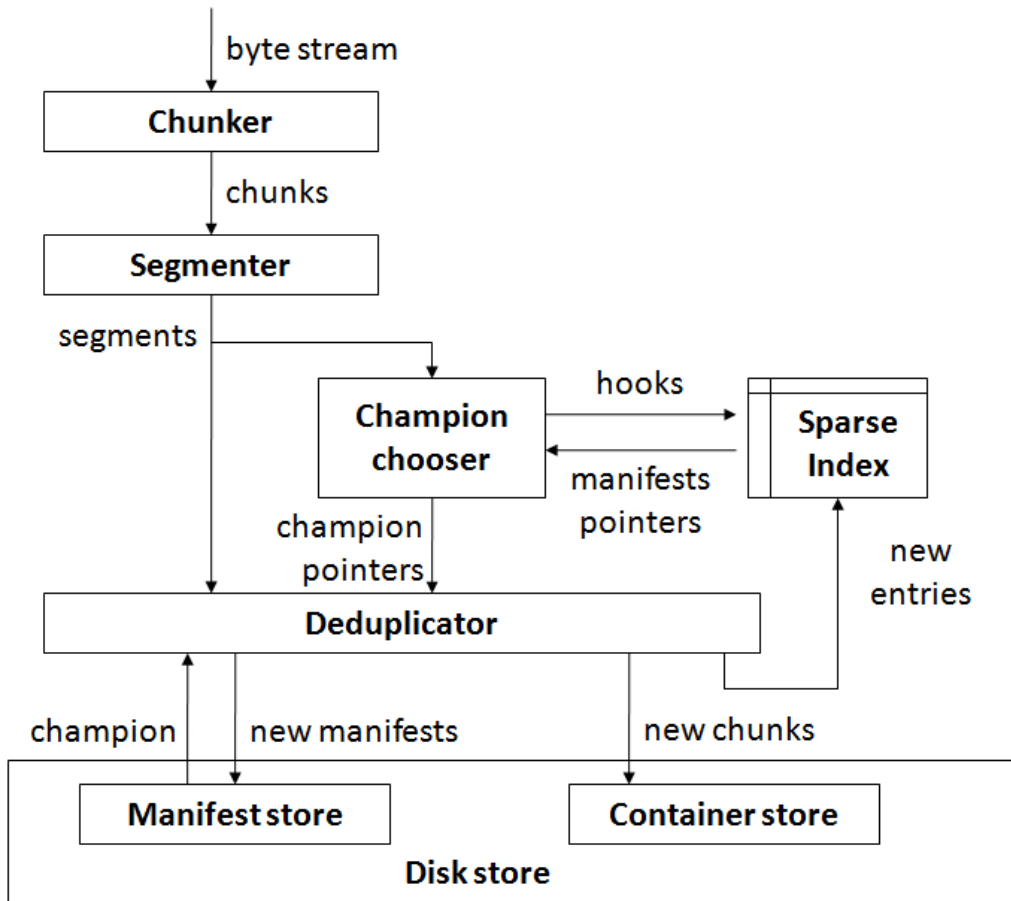 byte stream
Chunker
chunks
Segmenter
segments
hooks
Champion
chooser
Sparse
Index
manifests
pointers
champion
pointers
new
entries
Deduplicator
champion
new manifests
new chunks
Manifest store
Container store
Disk store